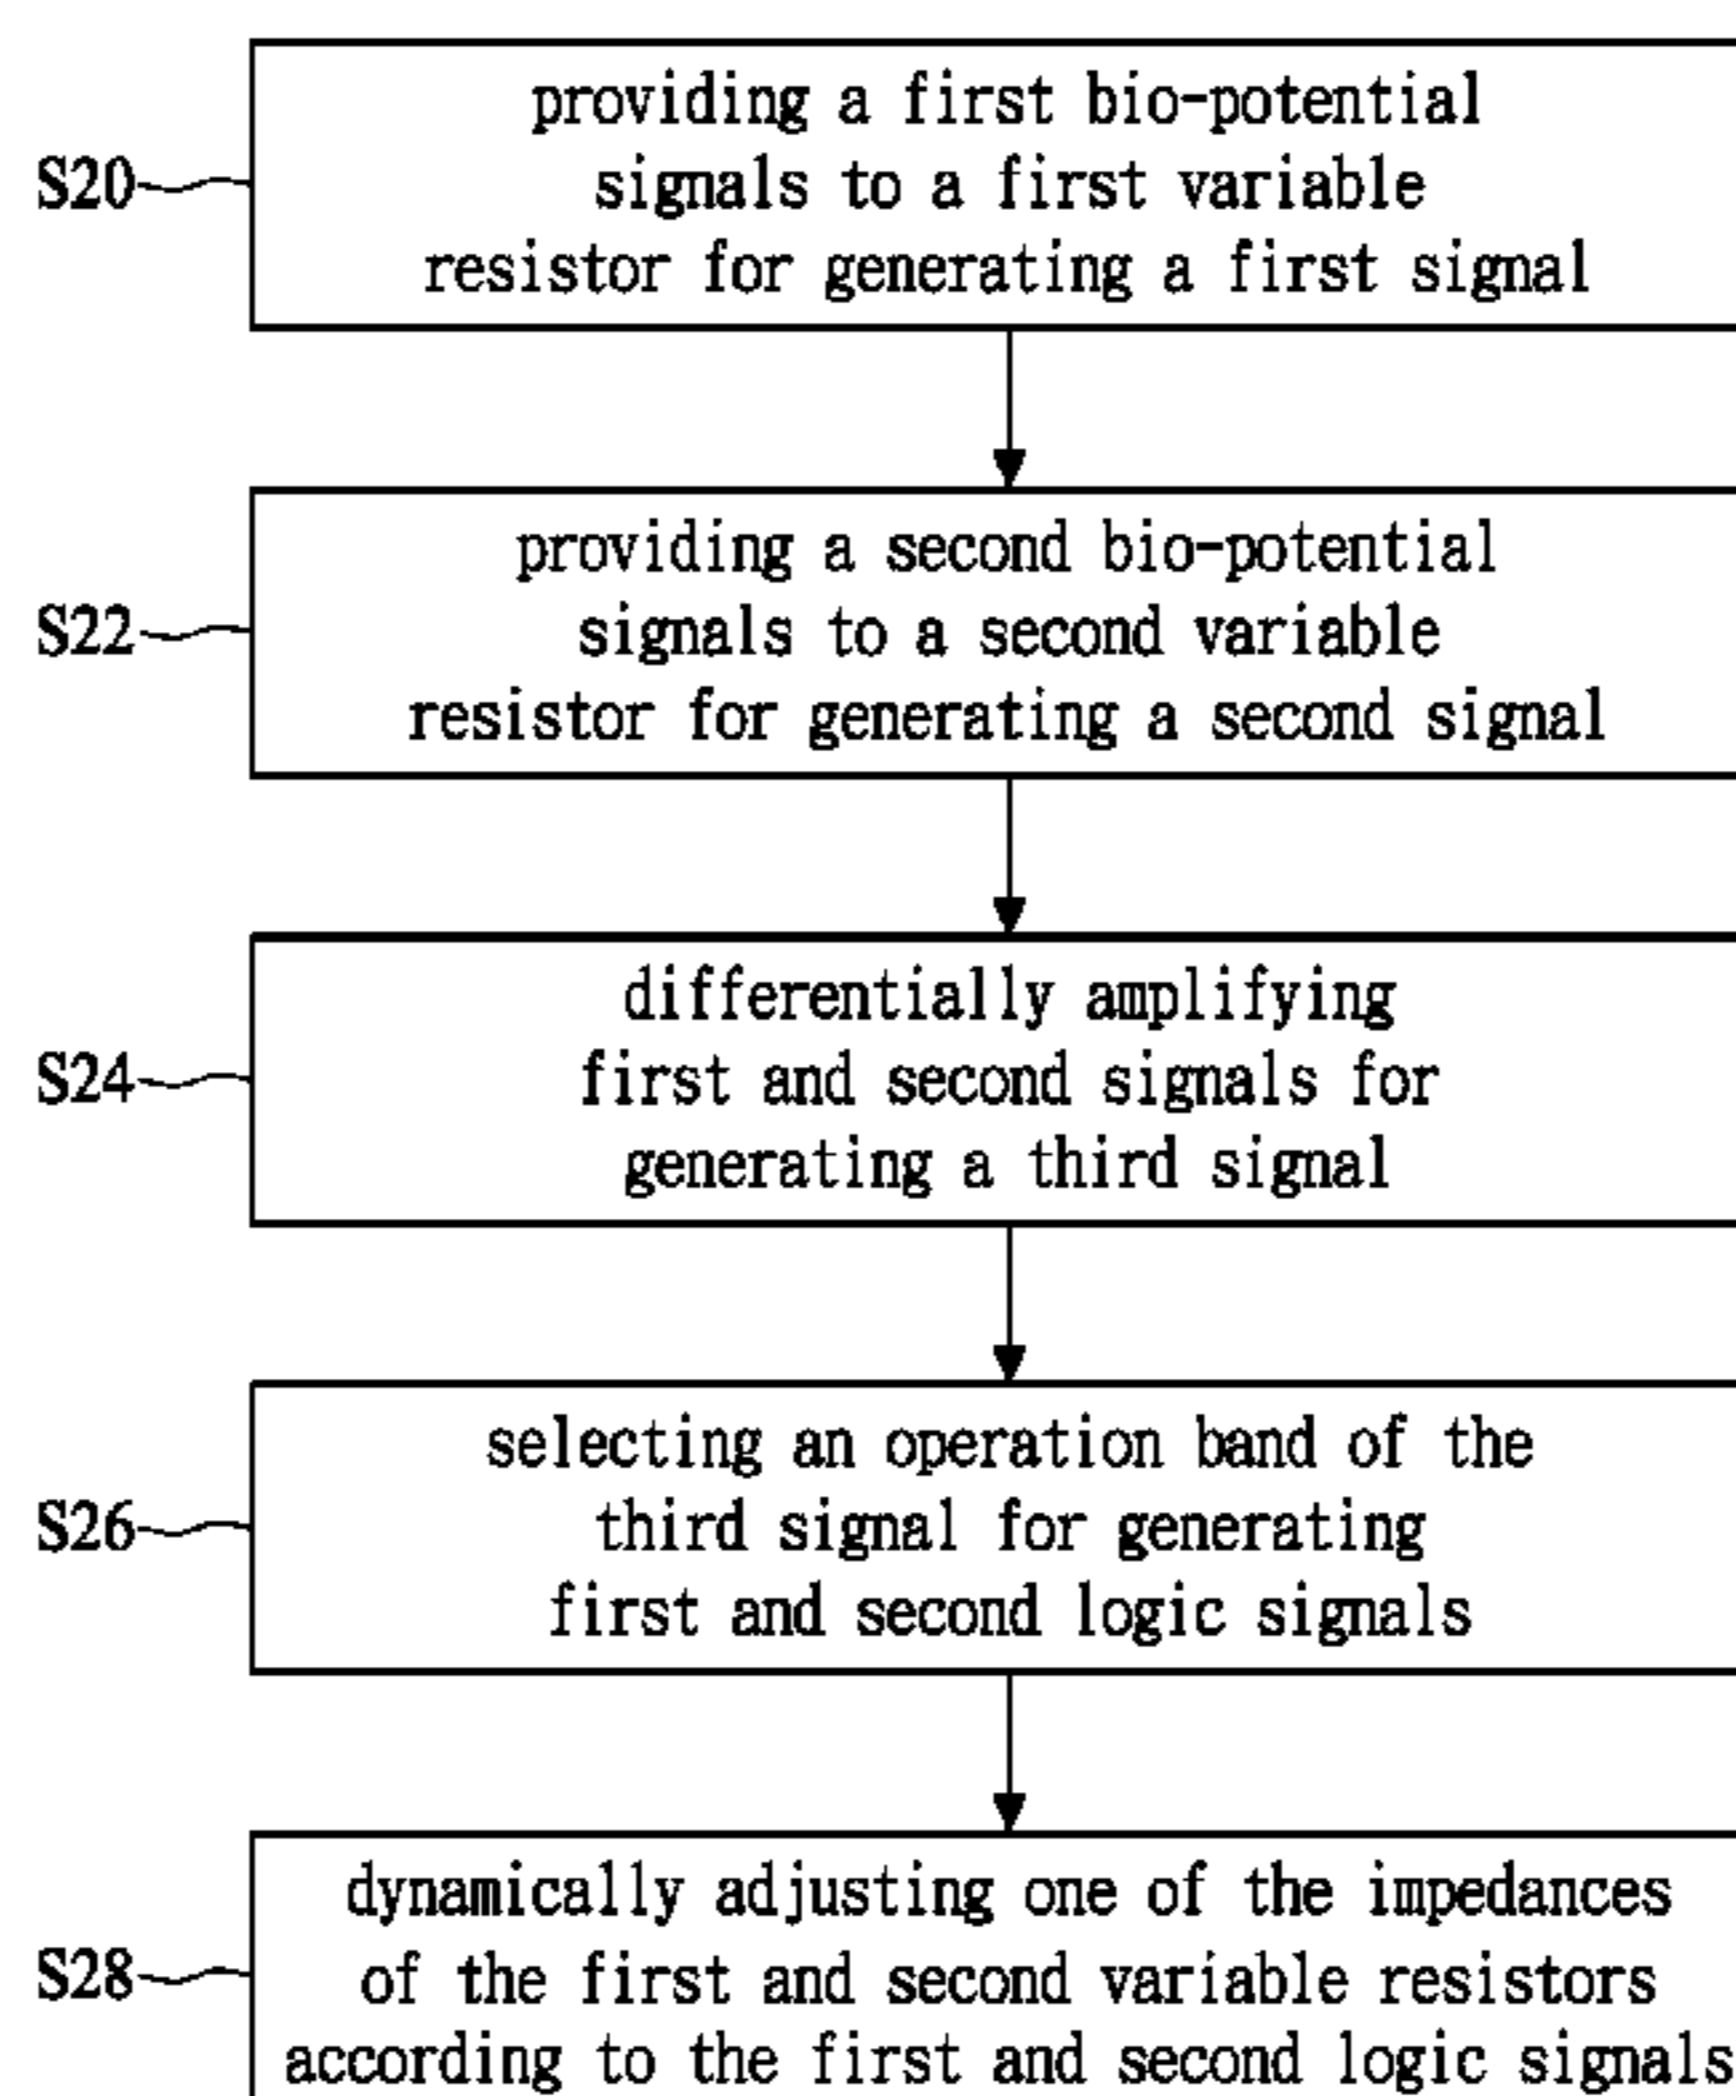 providing a first bio-potential
S20 signals to a first variable
resistor for generating a first signal
providing a second bio-potential
S22 signals to a second variable
resistor for generating a second signal
differentially amplifying
S24 first and second signals for
generating a third signal
selecting an operation band of the
S26 third signal for generating
first and second logic signals
dynamically adjusting one of the impedances
S28 of the first and second variable resistors
according to the first and second logic signals